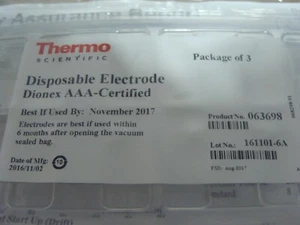 Assurance Report
Thermo
SCIENTIFIC
Package of 3
Disposable Electrode
Dionex AAA-Certified
Best If Used By: November 2017
Electrodes are best if used within
6 months after opening the vacuum
sealed bag.
Product No. 063698
Lot No.: 161101-6A
Date of Mfg:
2016/11/02